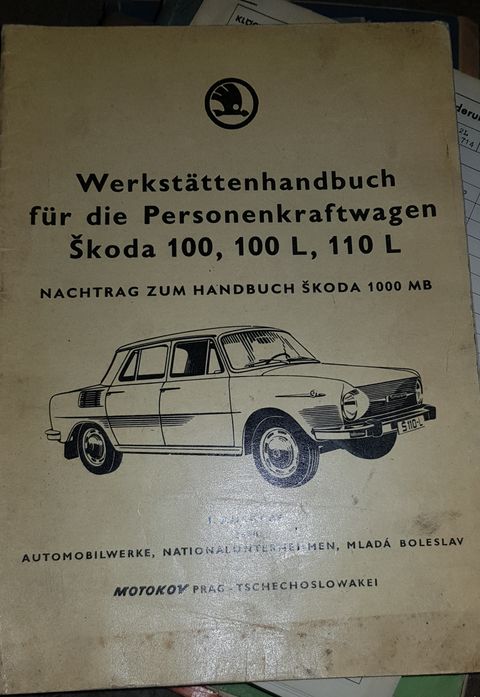 Werkstättenhandbuch
für die Personenkraftwagen
Škoda 100, 100 L, 110 L
NACHTRAG ZUM HANDBUCH ŠKODA 1000 MB
S 110-L
AUTOMOBILWERKE, NATIONALUNTERNEHMEN, MLADÁ BOLESLAV
MOTOKOV PRAG - TSCHECHOSLOWAKEI
714